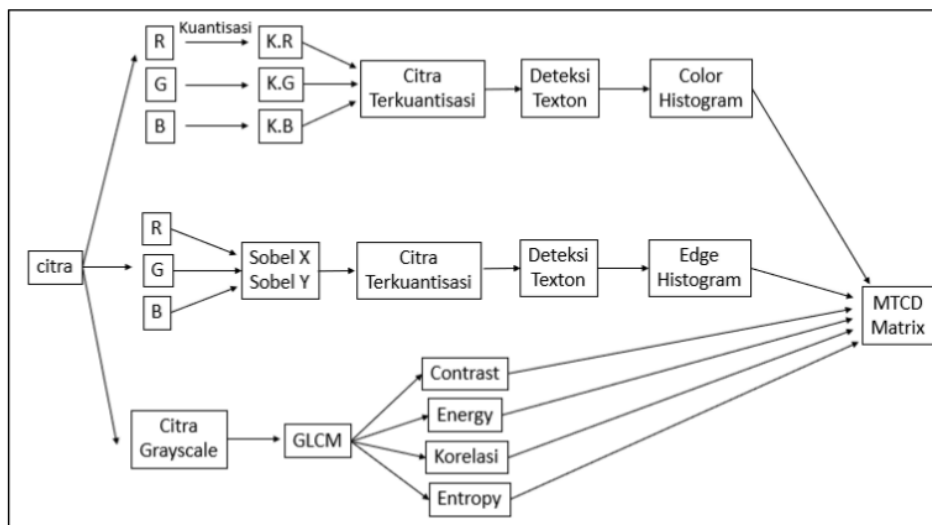 R
Kuantisasi
K.R
G
K.G
B
K.B
Citra
Terkuantisasi
Deteksi
Texton
Color
Histogram
citra
R
G
B
Sobel X
Sobel Y
Citra
Terkuantisasi
Deteksi
Texton
Edge
Histogram
MTCD
Matrix
Citra
Grayscale
GLCM
Contrast
Energy
Korelasi
Entropy